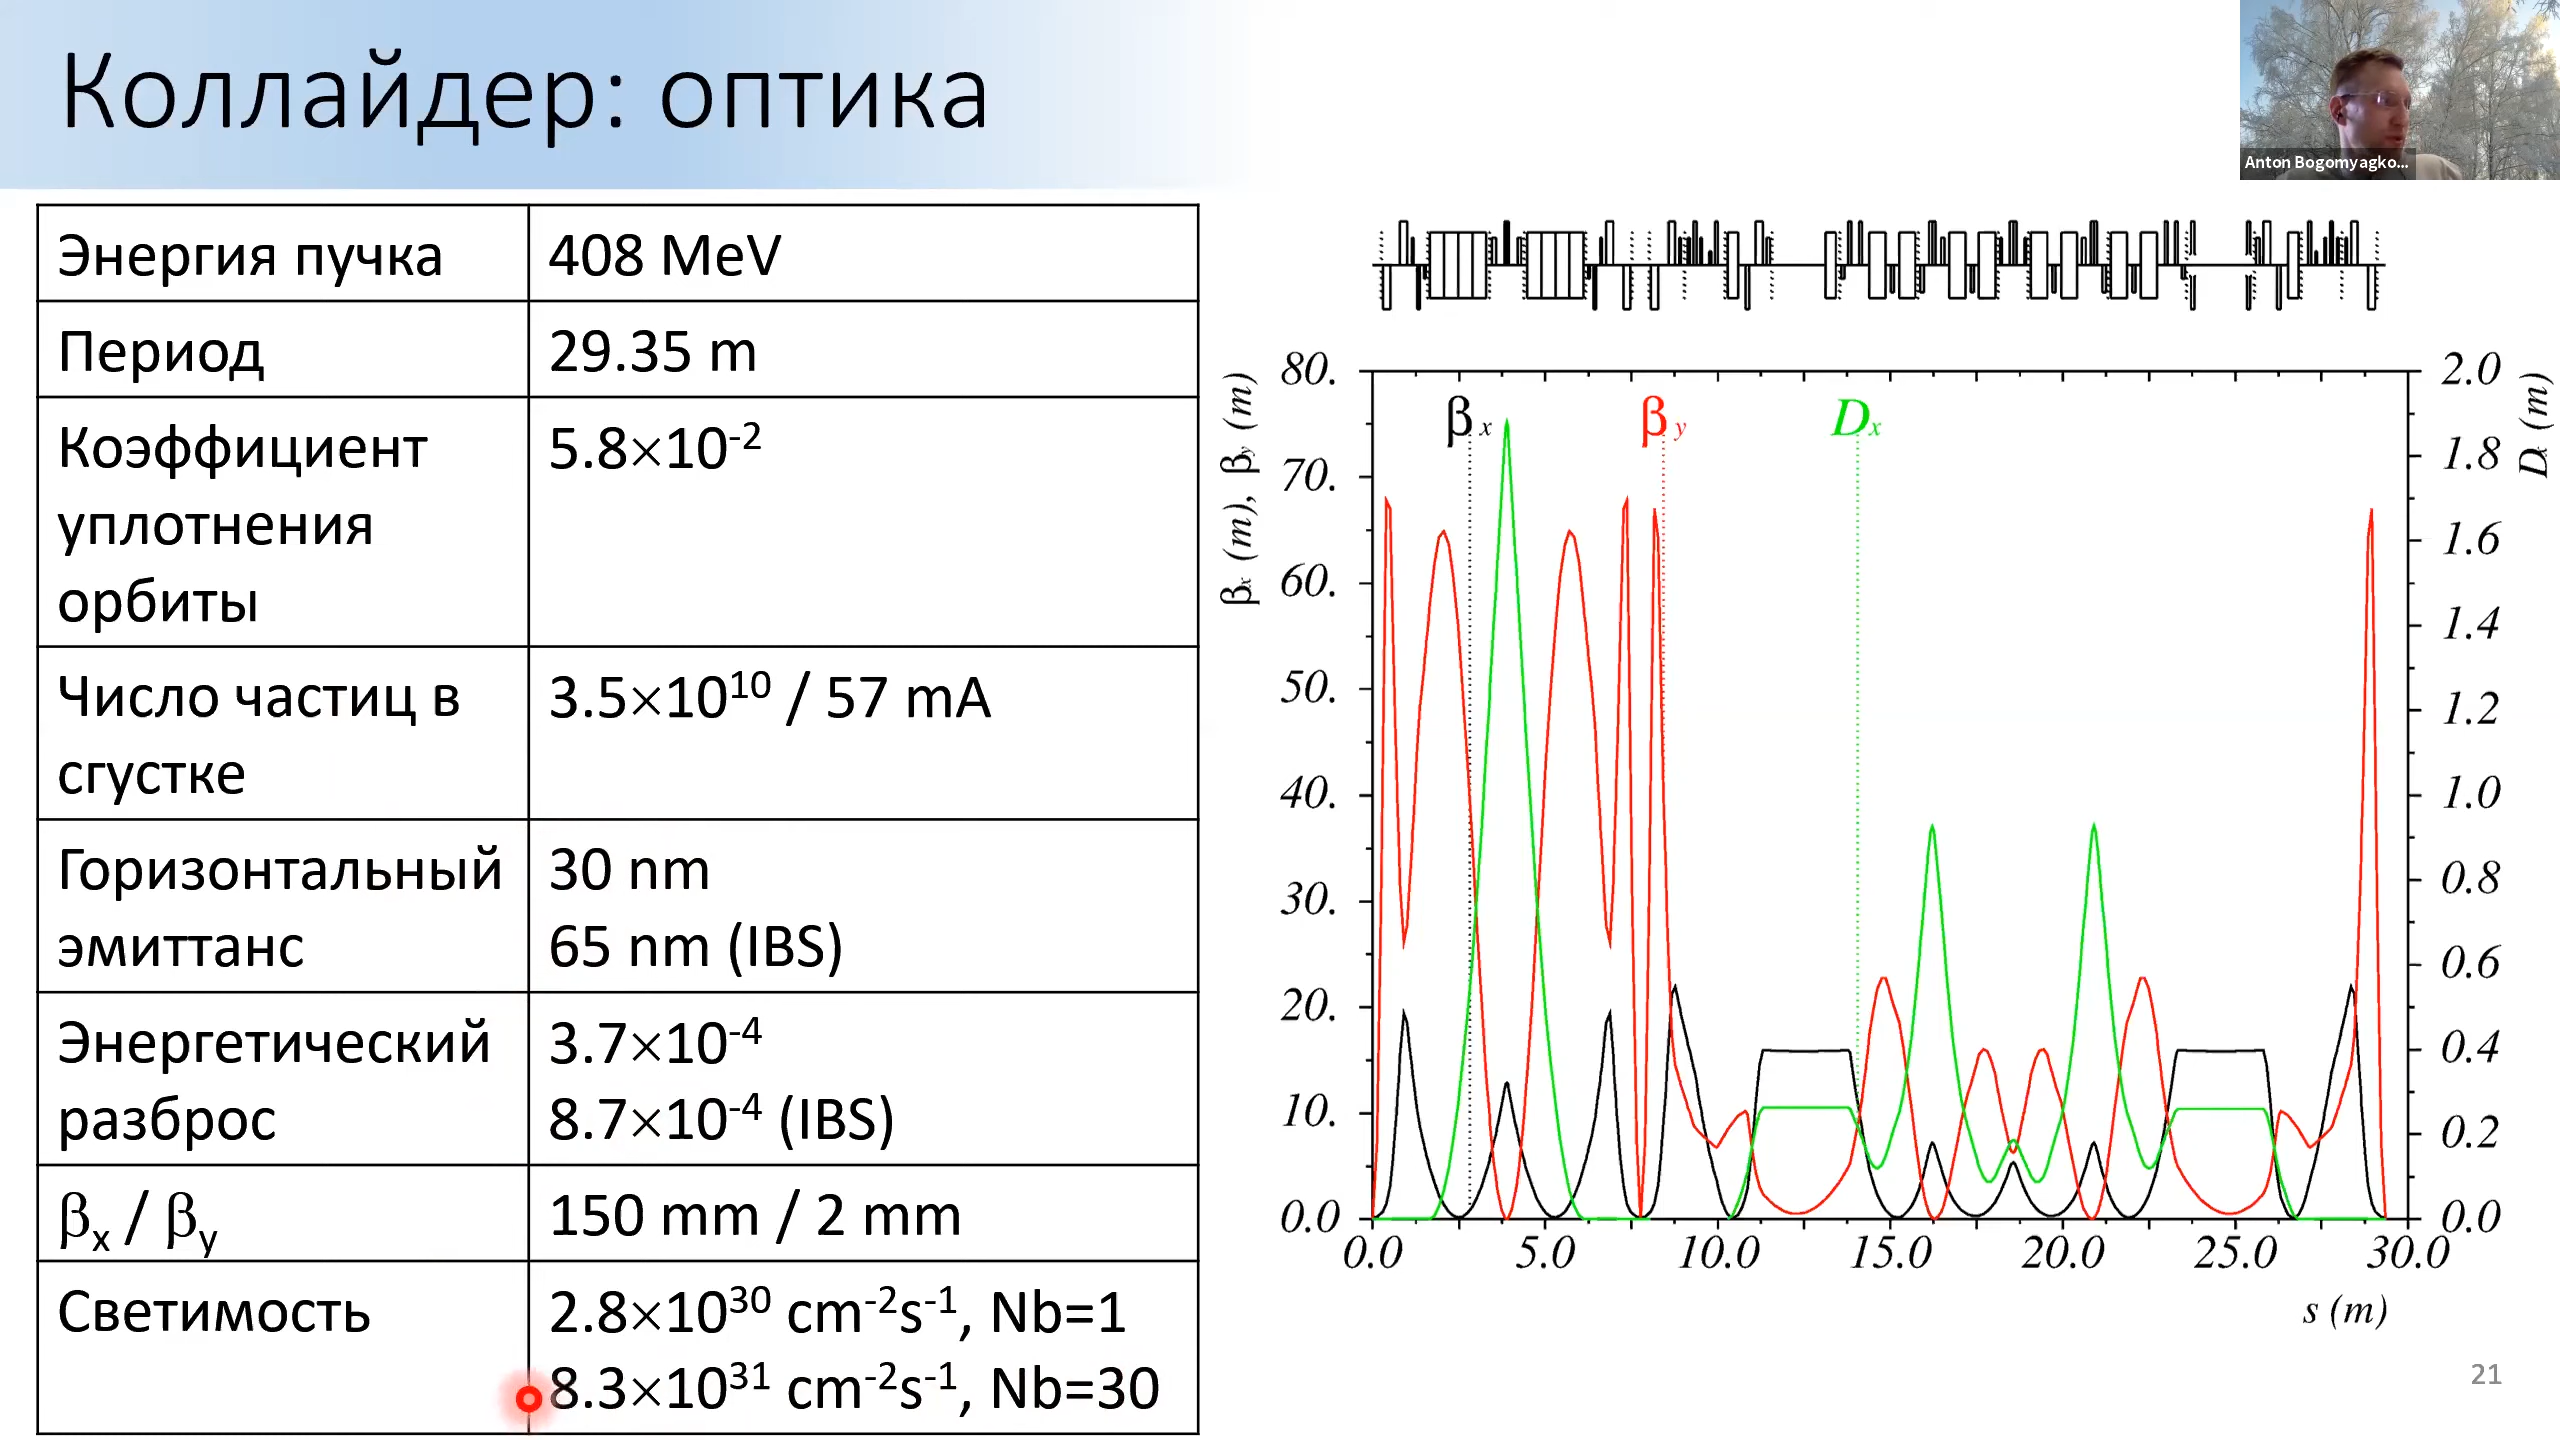 Коллайдер: оптика
Anton Bogomyagko...
Энергия пучка 408 MeV
Период 29.35 m
Коэффициент уплотнения орбиты 5.8×10⁻²
Число частиц в сгустке 3.5×10¹⁰ / 57 mA
Горизонтальный эмиттанс 30 nm
65 nm (IBS)
Энергетический разброс 3.7×10⁻⁴
8.7×10⁻⁴ (IBS)
βx / βy 150 mm / 2 mm
Светимость 2.8×10³⁰ cm⁻²s⁻¹, Nb=1
8.3×10³¹ cm⁻²s⁻¹, Nb=30
βx (m), βy (m)
80.
70.
60.
50.
40.
30.
20.
10.
0.0
βx βy Dx
2.0
1.8
1.6
1.4
1.2
1.0
0.8
0.6
0.4
0.2
0.0
Dx (m)
0.0 5.0 10.0 15.0 20.0 25.0 30.0
s (m)
21